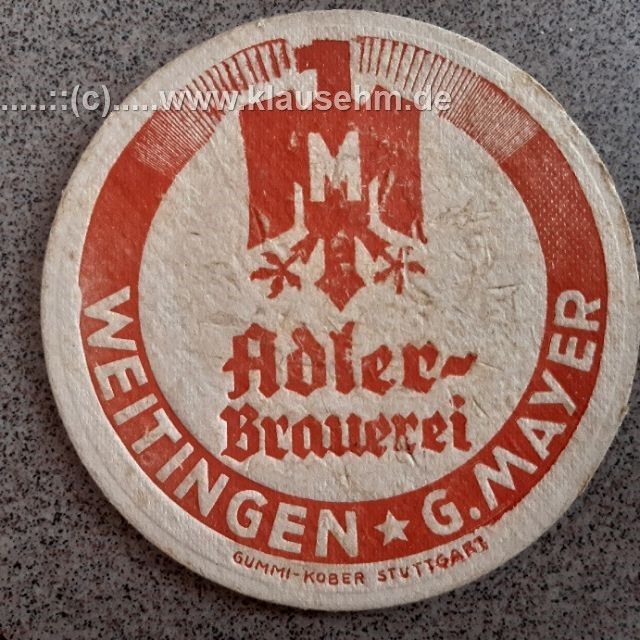 .....::(c).....www.klausehm.de
M
Adler-
Brauerei
WEITINGEN ★ G. MAYER
GUMMI-KOBER STUTTGART